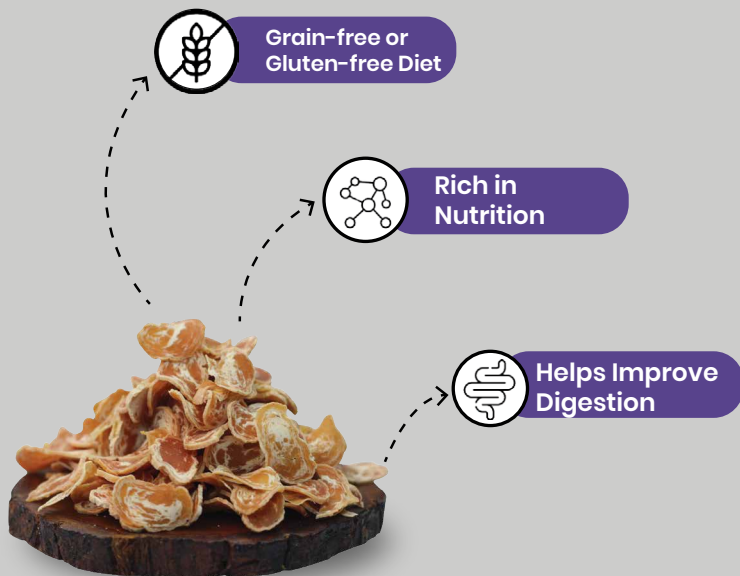 Grain-free or
Gluten-free Diet
Rich in
Nutrition
Helps Improve
Digestion